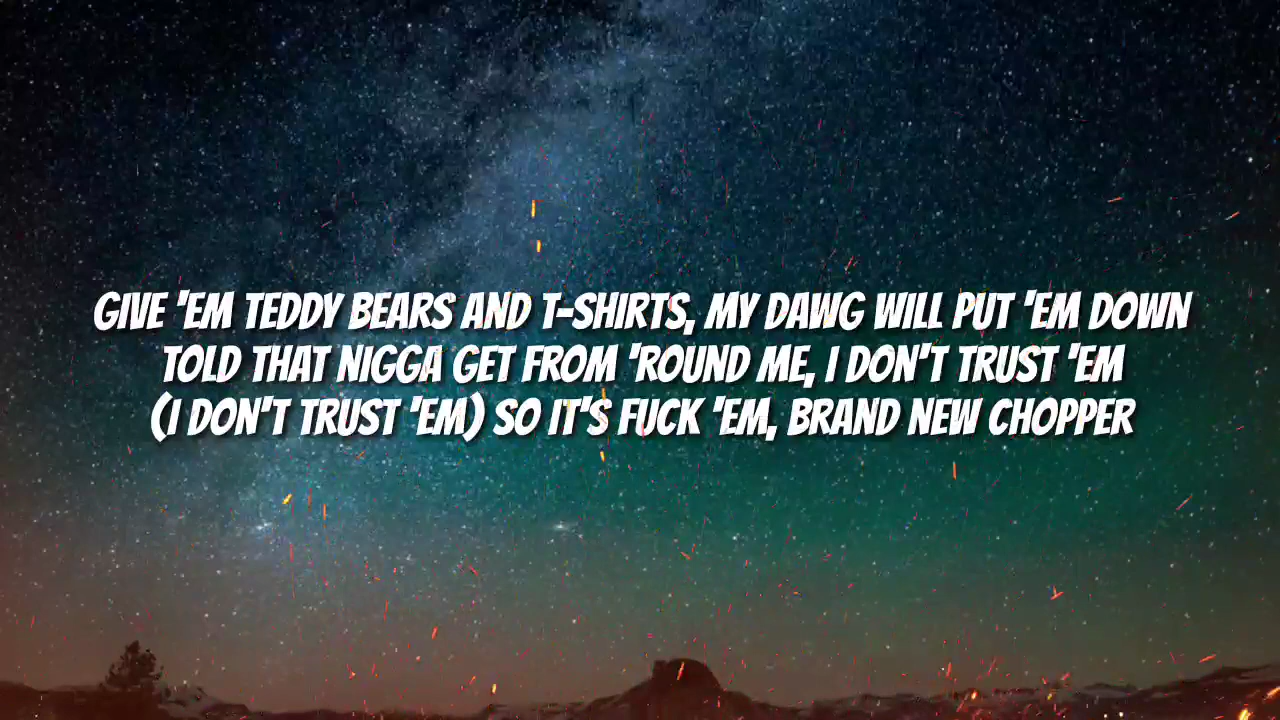 GIVE 'EM TEDDY BEARS AND T-SHIRTS, MY DAWG WILL PUT 'EM DOWN
TOLD THAT NIGGA GET FROM 'ROUND ME, I DON'T TRUST 'EM
(I DON'T TRUST 'EM) SO IT'S FUCK 'EM, BRAND NEW CHOPPER